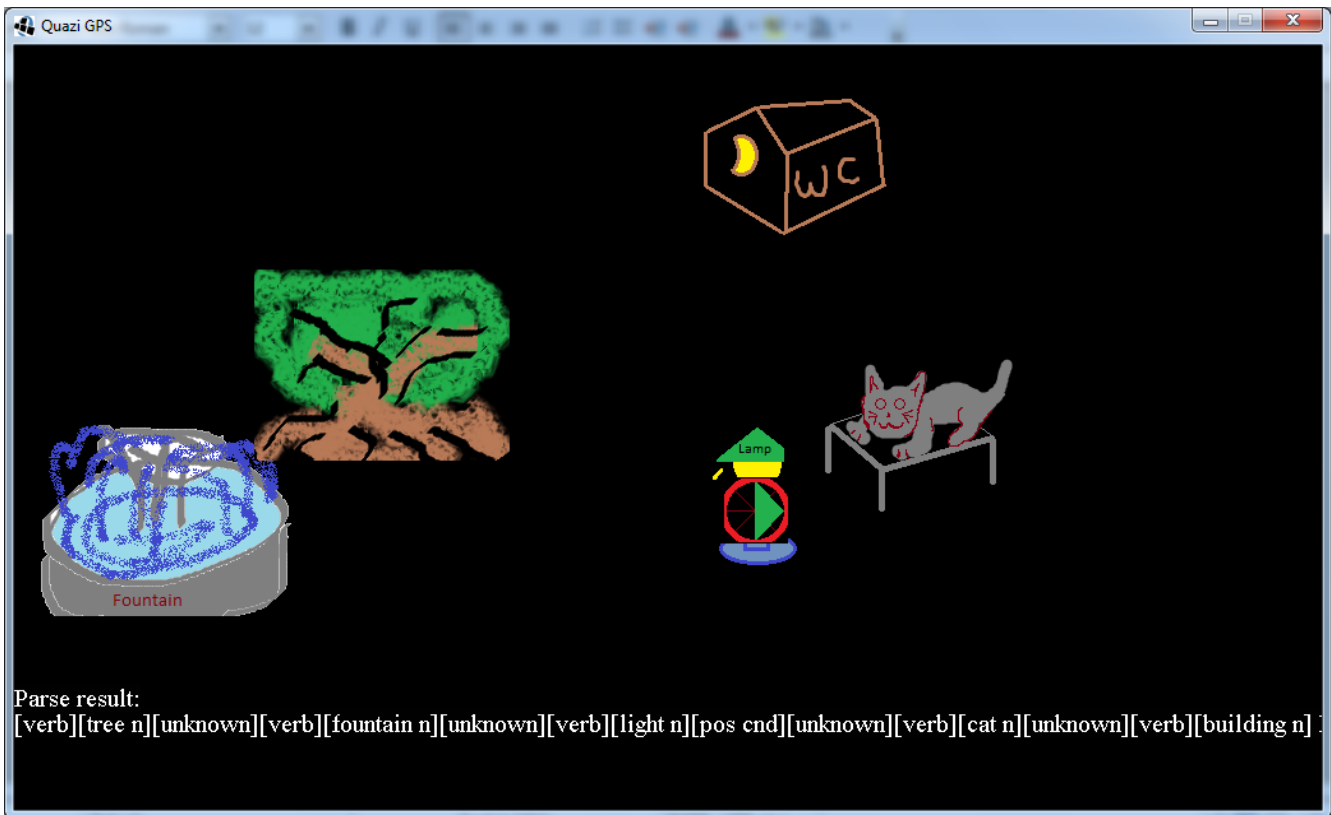 Quazi GPS
WC
Lamp
Fountain
Parse result:
[verb][tree n][unknown][verb][fountain n][unknown][verb][light n][pos cnd][unknown][verb][cat n][unknown][verb][building n]